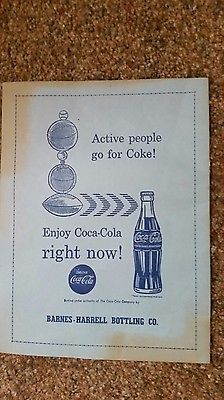 Active people
go for Coke!
Enjoy Coca-Cola
right now!
Coca-Cola
Coca-Cola
Bottled under authority of The Coca-Cola Company by
BARNES-HARRELL BOTTLING CO.